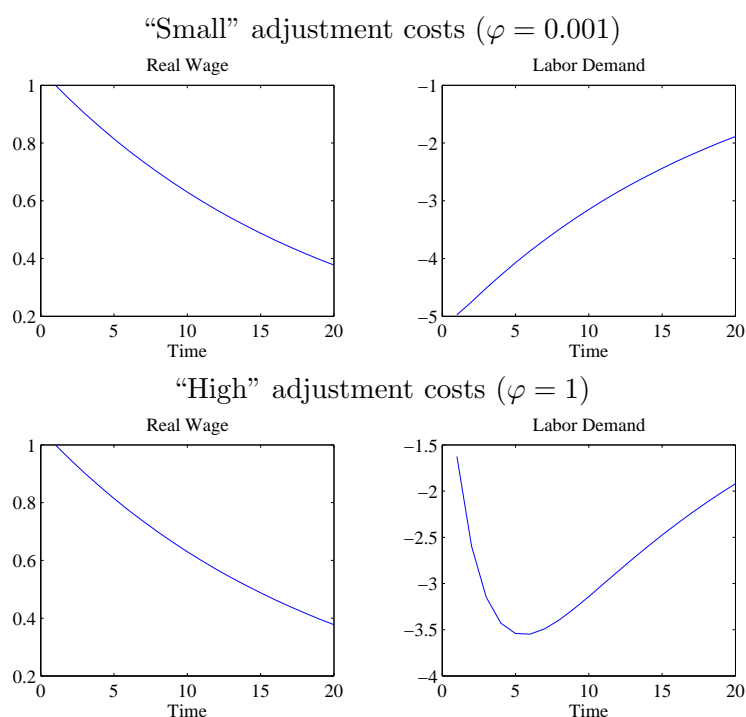 “Small” adjustment costs (φ = 0.001)
Real Wage
1
0.8
0.6
0.4
0.2
0 5 10 15 20
Time
Labor Demand
−1
−2
−3
−4
−5
0 5 10 15 20
Time
“High” adjustment costs (φ = 1)
Real Wage
1
0.8
0.6
0.4
0.2
0 5 10 15 20
Time
Labor Demand
−1.5
−2
−2.5
−3
−3.5
−4
0 5 10 15 20
Time